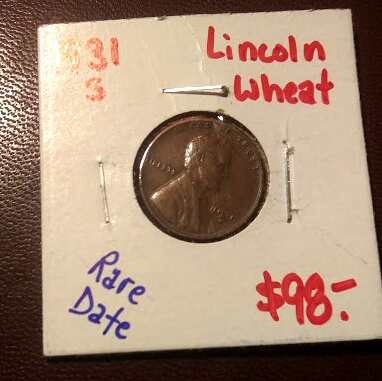 931
S
Lincoln
Wheat
Rare
Date
$98.-